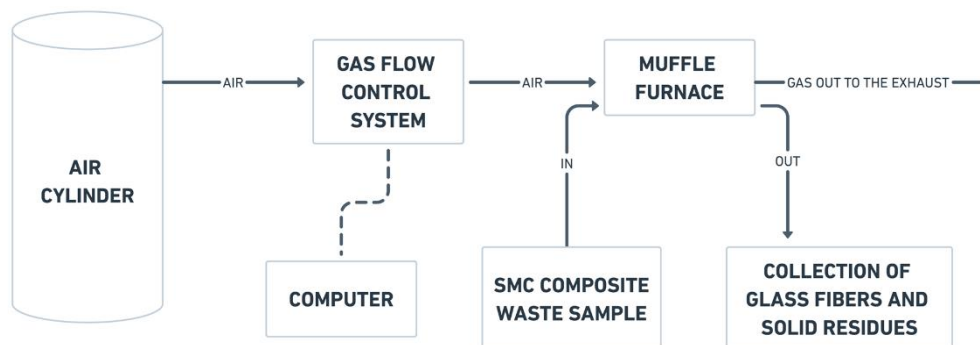 AIR
CYLINDER
AIR
GAS FLOW
CONTROL
SYSTEM
AIR
MUFFLE
FURNACE
GAS OUT TO THE EXHAUST
IN
OUT
COMPUTER
SMC COMPOSITE
WASTE SAMPLE
COLLECTION OF
GLASS FIBERS AND
SOLID RESIDUES